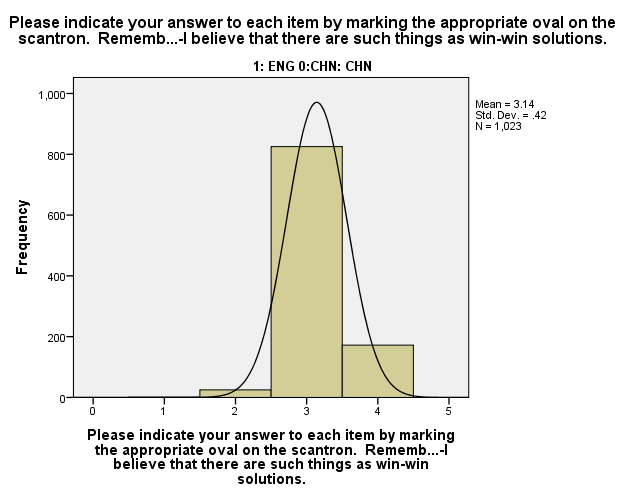 Please indicate your answer to each item by marking the appropriate oval on the
scantron.  Rememb...-I believe that there are such things as win-win solutions.
1: ENG 0:CHN: CHN
Mean = 3.14
Std. Dev. = .42
N = 1,023
1,000
800
600
400
200
0
Frequency
0 1 2 3 4 5
Please indicate your answer to each item by marking
the appropriate oval on the scantron.  Rememb...-I
believe that there are such things as win-win
solutions.